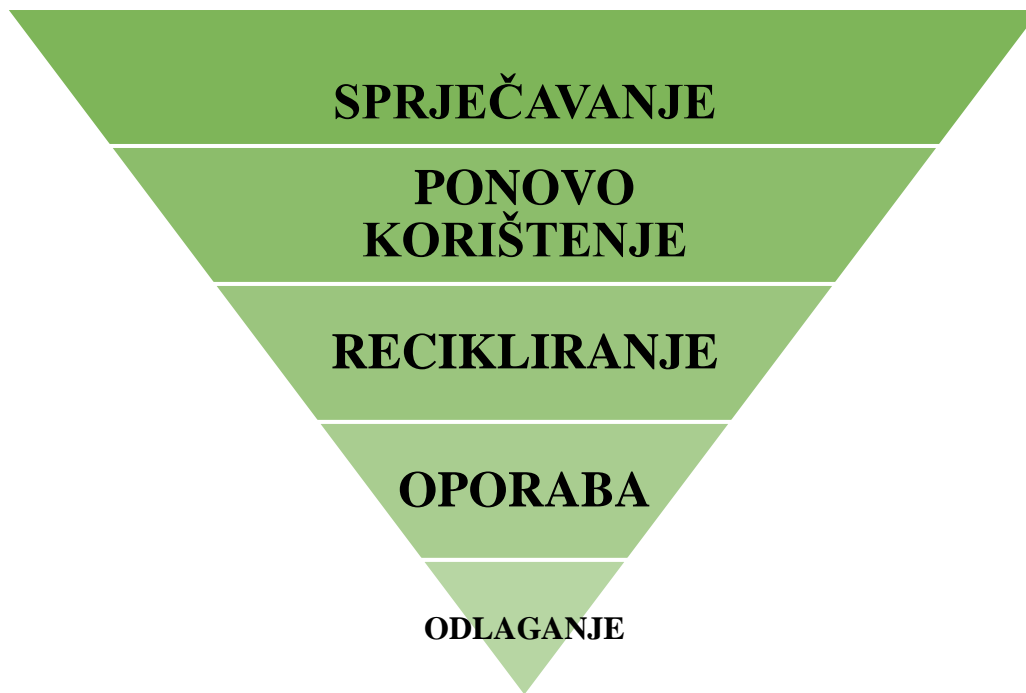 SPRJEČAVANJE
PONOVO
KORIŠTENJE
RECIKLIRANJE
OPORABA
ODLAGANJE